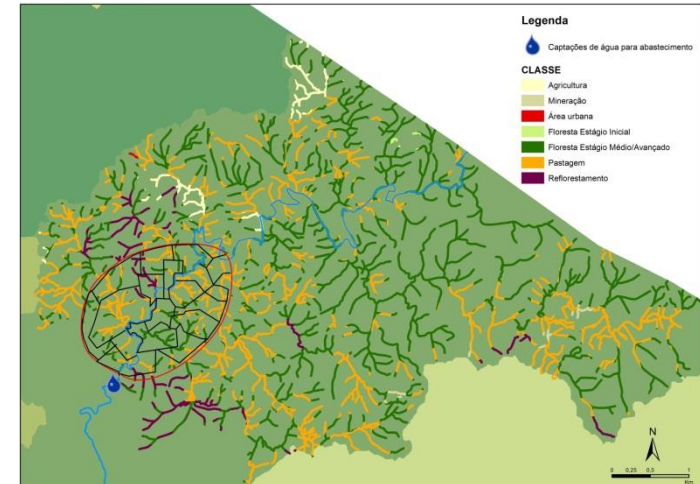 Legenda
Captações de água para abastecimento
CLASSE
Agricultura
Mineração
Área urbana
Floresta Estágio Inicial
Floresta Estágio Médio/Avançado
Pastagem
Reflorestamento
N
0 0,25 0,5 1
Km